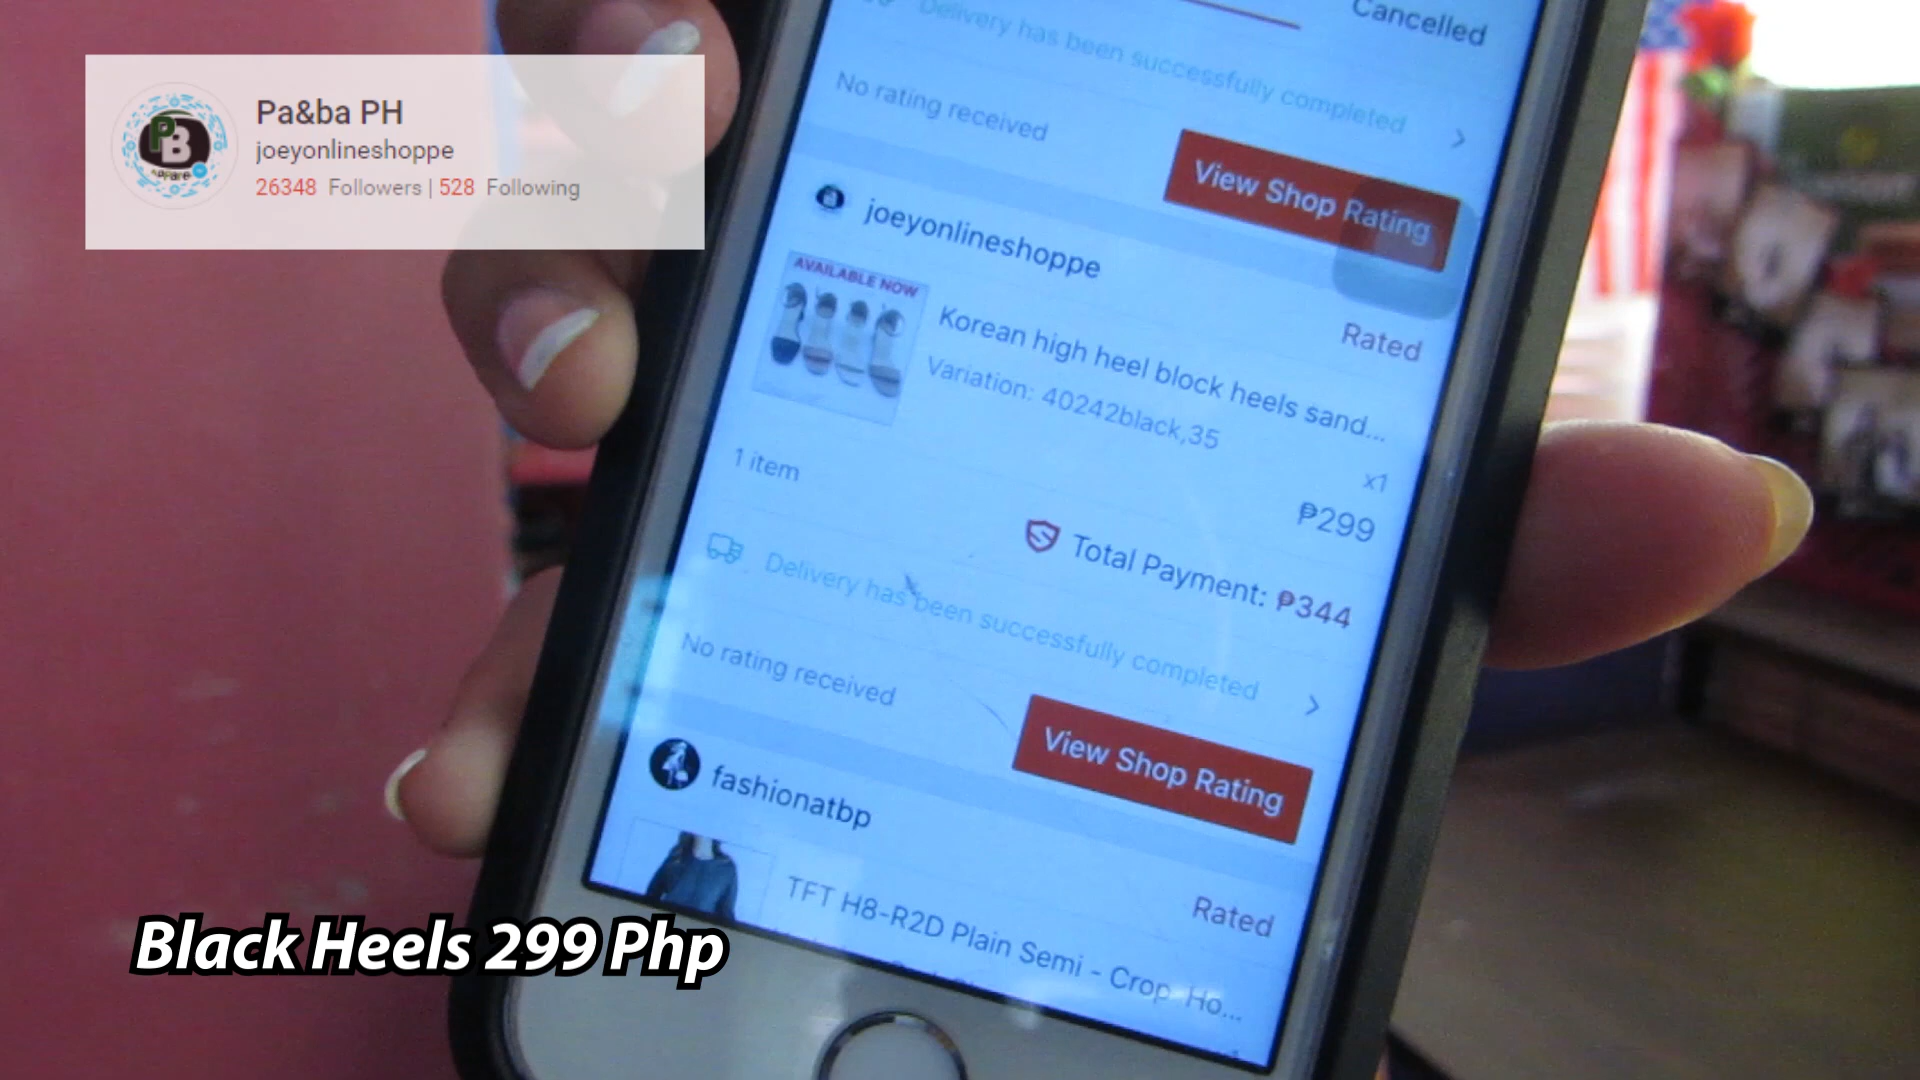 Pa&ba PH
joeyonlineshoppe
26348 Followers | 528 Following
PB
Cancelled
Delivery has been successfully completed
No rating received
View Shop Rating
joeyonlineshoppe
Rated
AVAILABLE NOW
Korean high heel block heels sand...
Variation: 40242black,35
x1
1 item
₱299
Total Payment: ₱344
Delivery has been successfully completed
No rating received
View Shop Rating
fashionatbp
Rated
TFT H8-R2D Plain Semi - Crop Ho...
Black Heels 299 Php